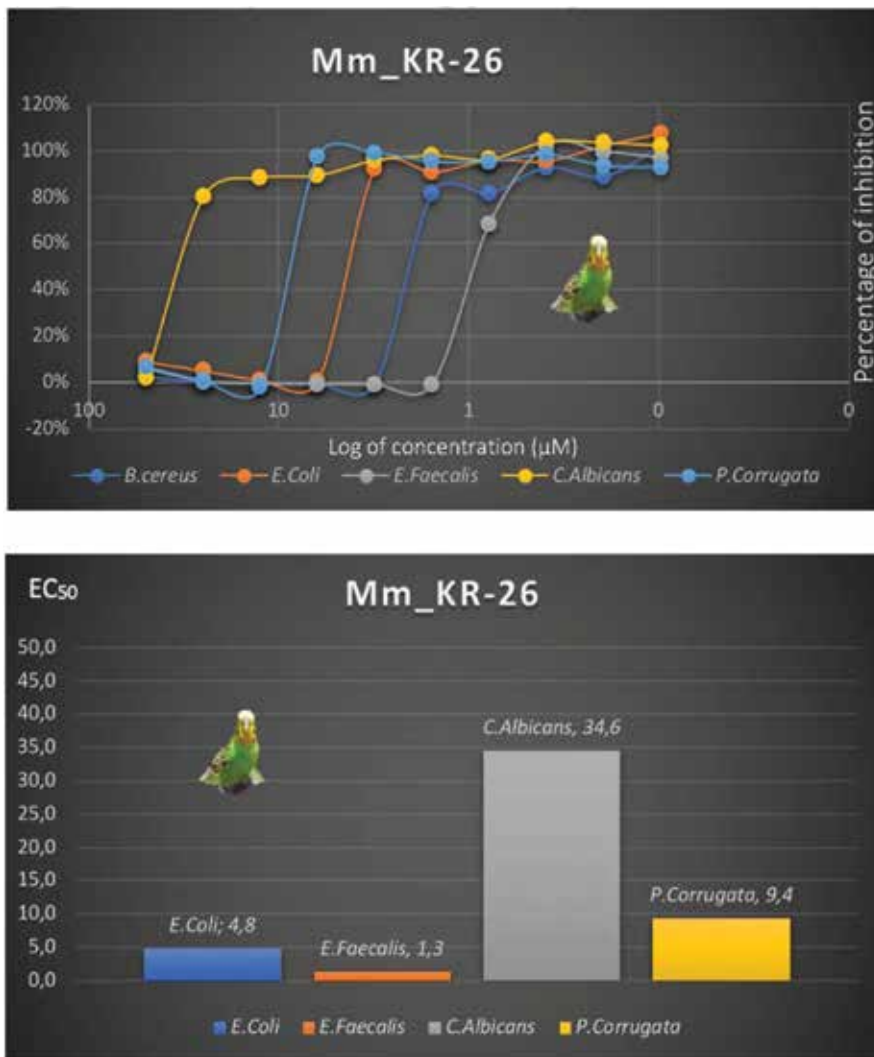 Mm_KR-26
120%
100%
80%
60%
40%
20%
0%
-20%
100 10 1 0 0
Percentage of inhibition
Log of concentration (µM)
B.cereus E.Coli E.Faecalis C.Albicans P.Corrugata
EC50
Mm_KR-26
50,0
45,0
40,0
35,0
30,0
25,0
20,0
15,0
10,0
5,0
0,0
E.Coli; 4,8
E.Faecalis, 1,3
C.Albicans, 34,6
P.Corrugata, 9,4
E.Coli E.Faecalis C.Albicans P.Corrugata